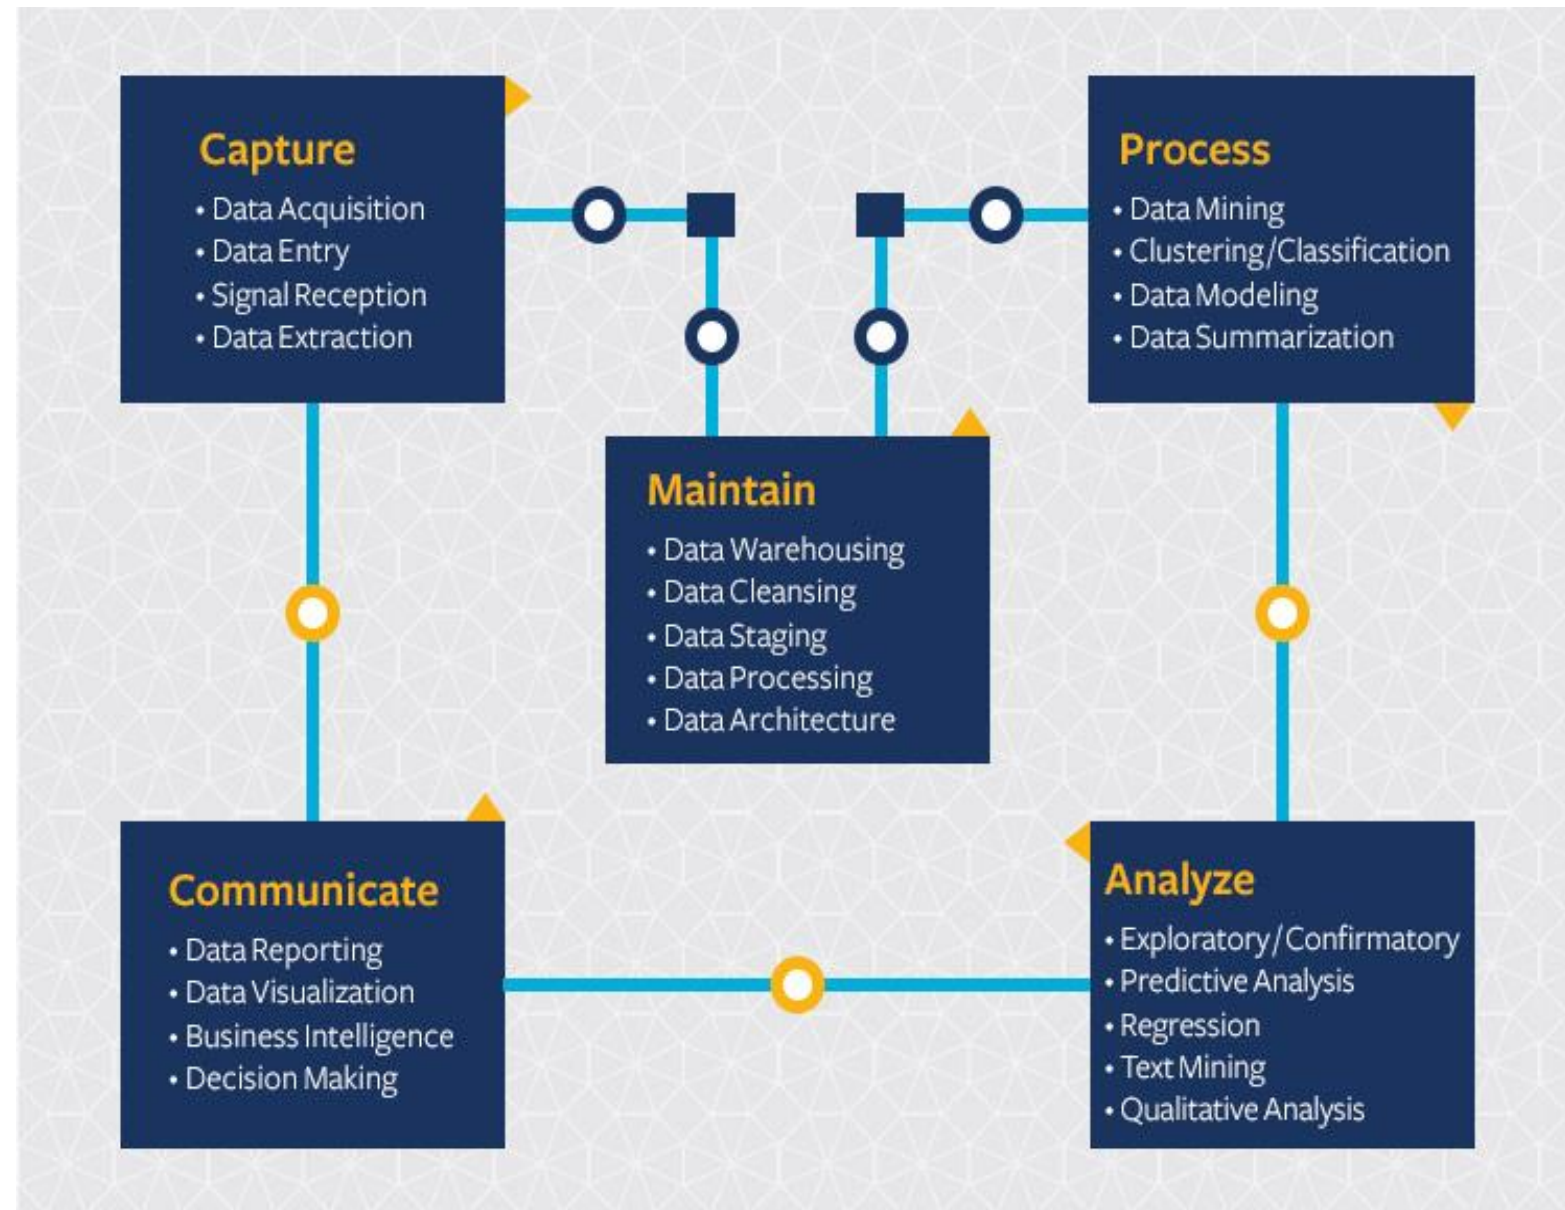 Capture
• Data Acquisition
• Data Entry
• Signal Reception
• Data Extraction
Process
• Data Mining
• Clustering/Classification
• Data Modeling
• Data Summarization
Maintain
• Data Warehousing
• Data Cleansing
• Data Staging
• Data Processing
• Data Architecture
Communicate
• Data Reporting
• Data Visualization
• Business Intelligence
• Decision Making
Analyze
• Exploratory/Confirmatory
• Predictive Analysis
• Regression
• Text Mining
• Qualitative Analysis